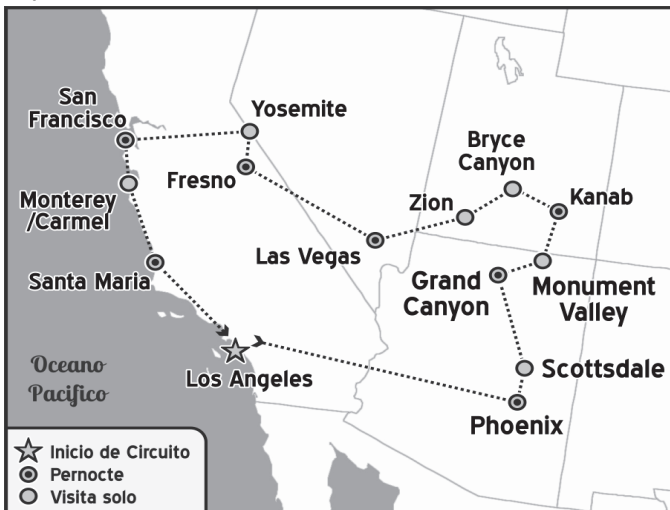 San
Francisco
Yosemite
Bryce
Canyon
Fresno
Zion
Kanab
Monterey
/Carmel
Las Vegas
Santa Maria
Grand
Canyon
Monument
Valley
Oceano
Pacifico
Los Angeles
Scottsdale
Phoenix
Inicio de Circuito
Pernocte
Visita solo